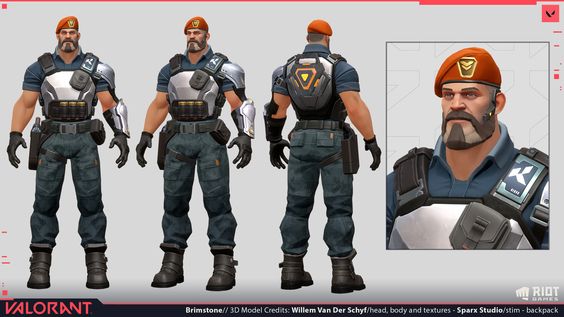 VALORANT
Brimstone// 3D Model Credits: Willem Van Der Schyf/head, body and textures - Sparx Studio/stim - backpack
RIOT
GAMES